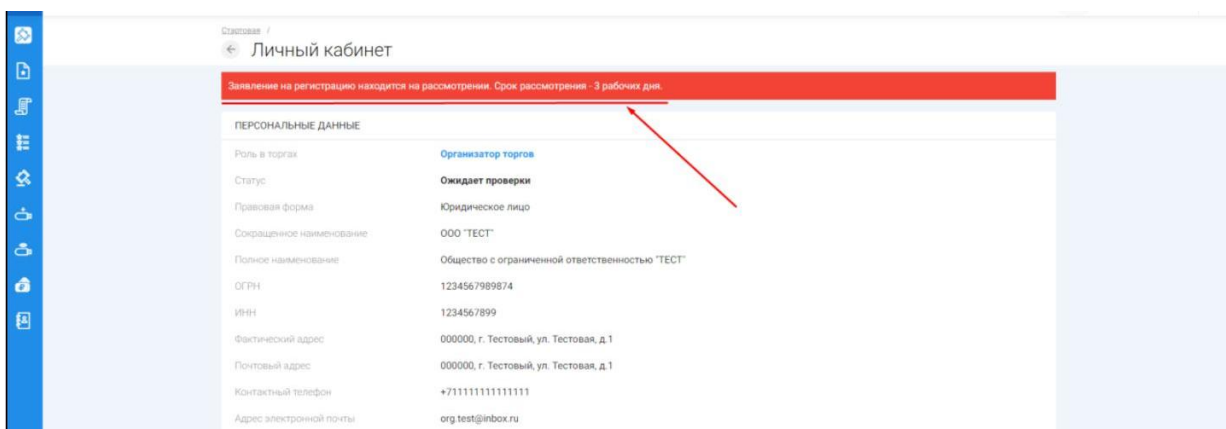 Стартовая /
Личный кабинет
Заявление на регистрацию находится на рассмотрении. Срок рассмотрения - 3 рабочих дня.
ПЕРСОНАЛЬНЫЕ ДАННЫЕ
Роль в торгах Организатор торгов
Статус Ожидает проверки
Правовая форма Юридическое лицо
Сокращенное наименование ООО "ТЕСТ"
Полное наименование Общество с ограниченной ответственностью "ТЕСТ"
ОГРН 1234567989874
ИНН 1234567899
Фактический адрес 000000, г. Тестовый, ул. Тестовая, д.1
Почтовый адрес 000000, г. Тестовый, ул. Тестовая, д.1
Контактный телефон +711111111111111
Адрес электронной почты org.test@inbox.ru